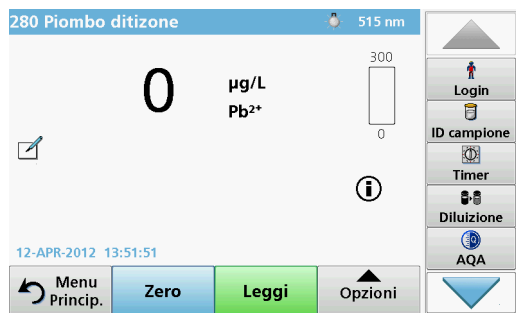 280 Piombo ditizone
515 nm
0
µg/L
Pb²⁺
300
0
i
12-APR-2012 13:51:51
Menu
Princip.
Zero
Leggi
Opzioni
Login
ID campione
Timer
Diluizione
AQA